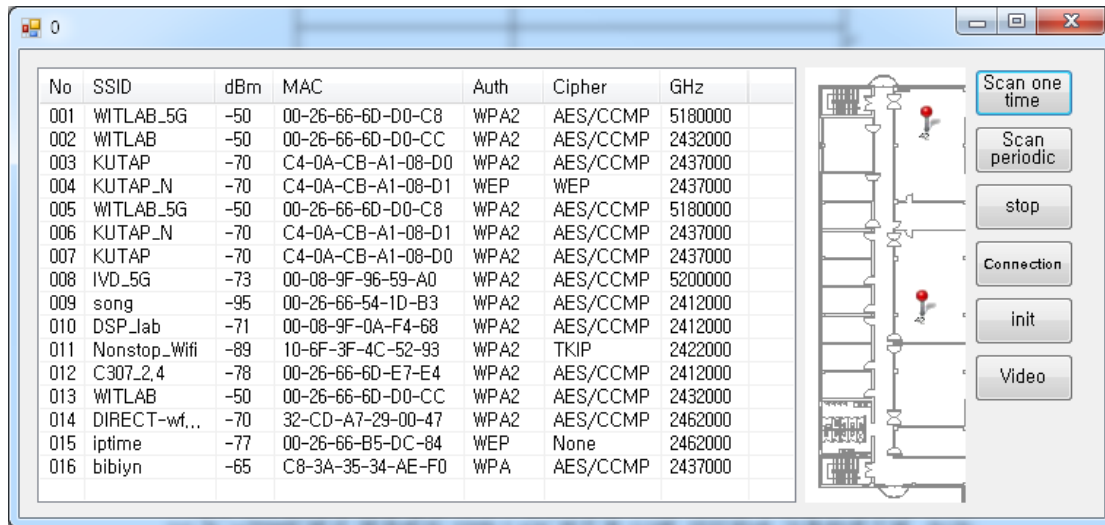 0
No SSID dBm MAC Auth Cipher GHz
001 WITLAB_5G -50 00-26-66-6D-D0-C8 WPA2 AES/CCMP 5180000
002 WITLAB -50 00-26-66-6D-D0-CC WPA2 AES/CCMP 2432000
003 KUTAP -70 C4-0A-CB-A1-08-D0 WPA2 AES/CCMP 2437000
004 KUTAP_N -70 C4-0A-CB-A1-08-D1 WEP WEP 2437000
005 WITLAB_5G -50 00-26-66-6D-D0-C8 WPA2 AES/CCMP 5180000
006 KUTAP_N -70 C4-0A-CB-A1-08-D1 WPA2 AES/CCMP 2437000
007 KUTAP -70 C4-0A-CB-A1-08-D0 WPA2 AES/CCMP 2437000
008 IVD_5G -73 00-08-9F-96-59-A0 WPA2 AES/CCMP 5200000
009 song -95 00-26-66-54-1D-B3 WPA2 AES/CCMP 2412000
010 DSP_lab -71 00-08-9F-0A-F4-68 WPA2 AES/CCMP 2412000
011 Nonstop_Wifi -89 10-6F-3F-4C-52-93 WPA2 TKIP 2422000
012 C307_2,4 -78 00-26-66-6D-E7-E4 WPA2 AES/CCMP 2412000
013 WITLAB -50 00-26-66-6D-D0-CC WPA2 AES/CCMP 2432000
014 DIRECT-wf,,, -70 32-CD-A7-29-00-47 WPA2 AES/CCMP 2462000
015 iptime -77 00-26-66-B5-DC-84 WEP None 2462000
016 bibiyn -65 C8-3A-35-34-AE-F0 WPA AES/CCMP 2437000
Scan one
time
Scan
periodic
stop
Connection
init
Video